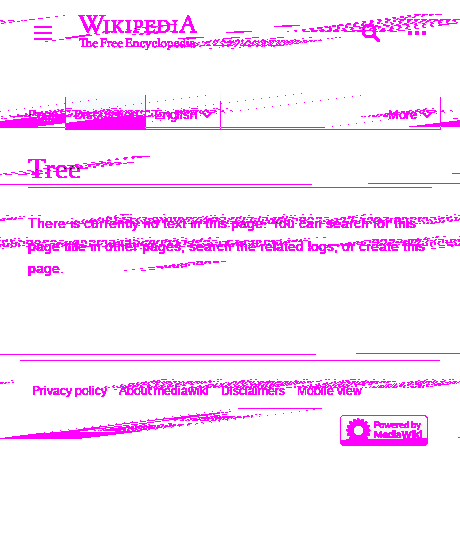 WIKIPEDIA
The Free Encyclopedia
Page Discussion English More
Tree
There is currently no text in this page. You can search for this
page title in other pages, search the related logs, or create this
page.
Privacy policy About mediawiki Disclaimers Mobile view
Powered by
MediaWiki